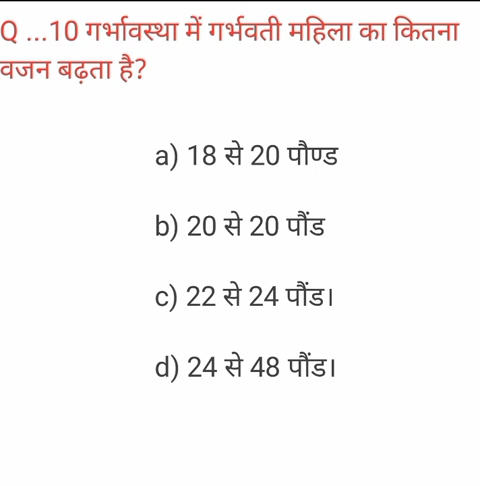 Q ...10 गर्भावस्था में गर्भवती महिला का कितना
वजन बढ़ता है?
a) 18 से 20 पौण्ड
b) 20 से 20 पौंड
c) 22 से 24 पौंड।
d) 24 से 48 पौंड।